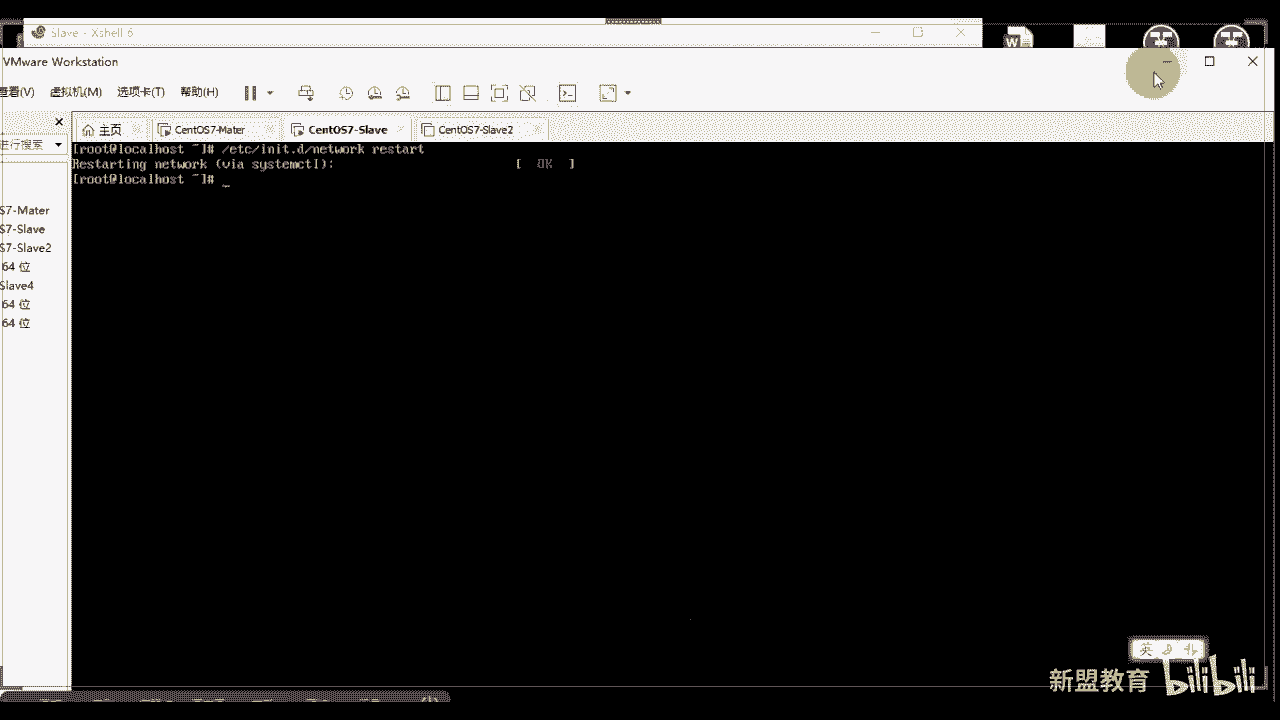 Slave - Xshell 6
VMware Workstation
查看(V) 虚拟机(M) 选项卡(T) 帮助(H)
主页 CentOS7-Mater CentOS7-Slave CentOS7-Slave2
进行搜索
[root@localhost ~]# /etc/init.d/network restart
Restarting network (via systemctl): [ OK ]
[root@localhost ~]# _
S7-Mater
S7-Slave
S7-Slave2
64 位
Slave4
64 位
64 位
英
新盟教育 bilibili